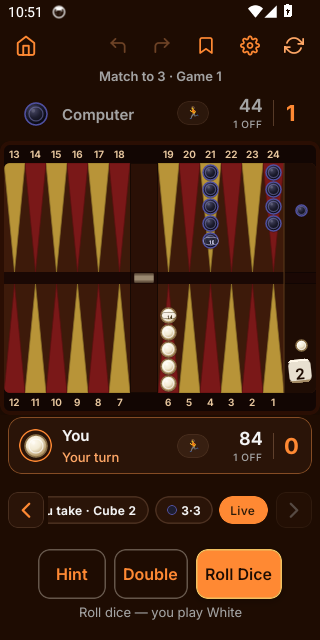 10:51
Match to 3 · Game 1
Computer
44
1 OFF
1
13 14 15 16 17 18 19 20 21 22 23 24
2
12 11 10 9 8 7 6 5 4 3 2 1
You
Your turn
84
1 OFF
0
u take · Cube 2
3·3
Live
Hint
Double
Roll Dice
Roll dice — you play White